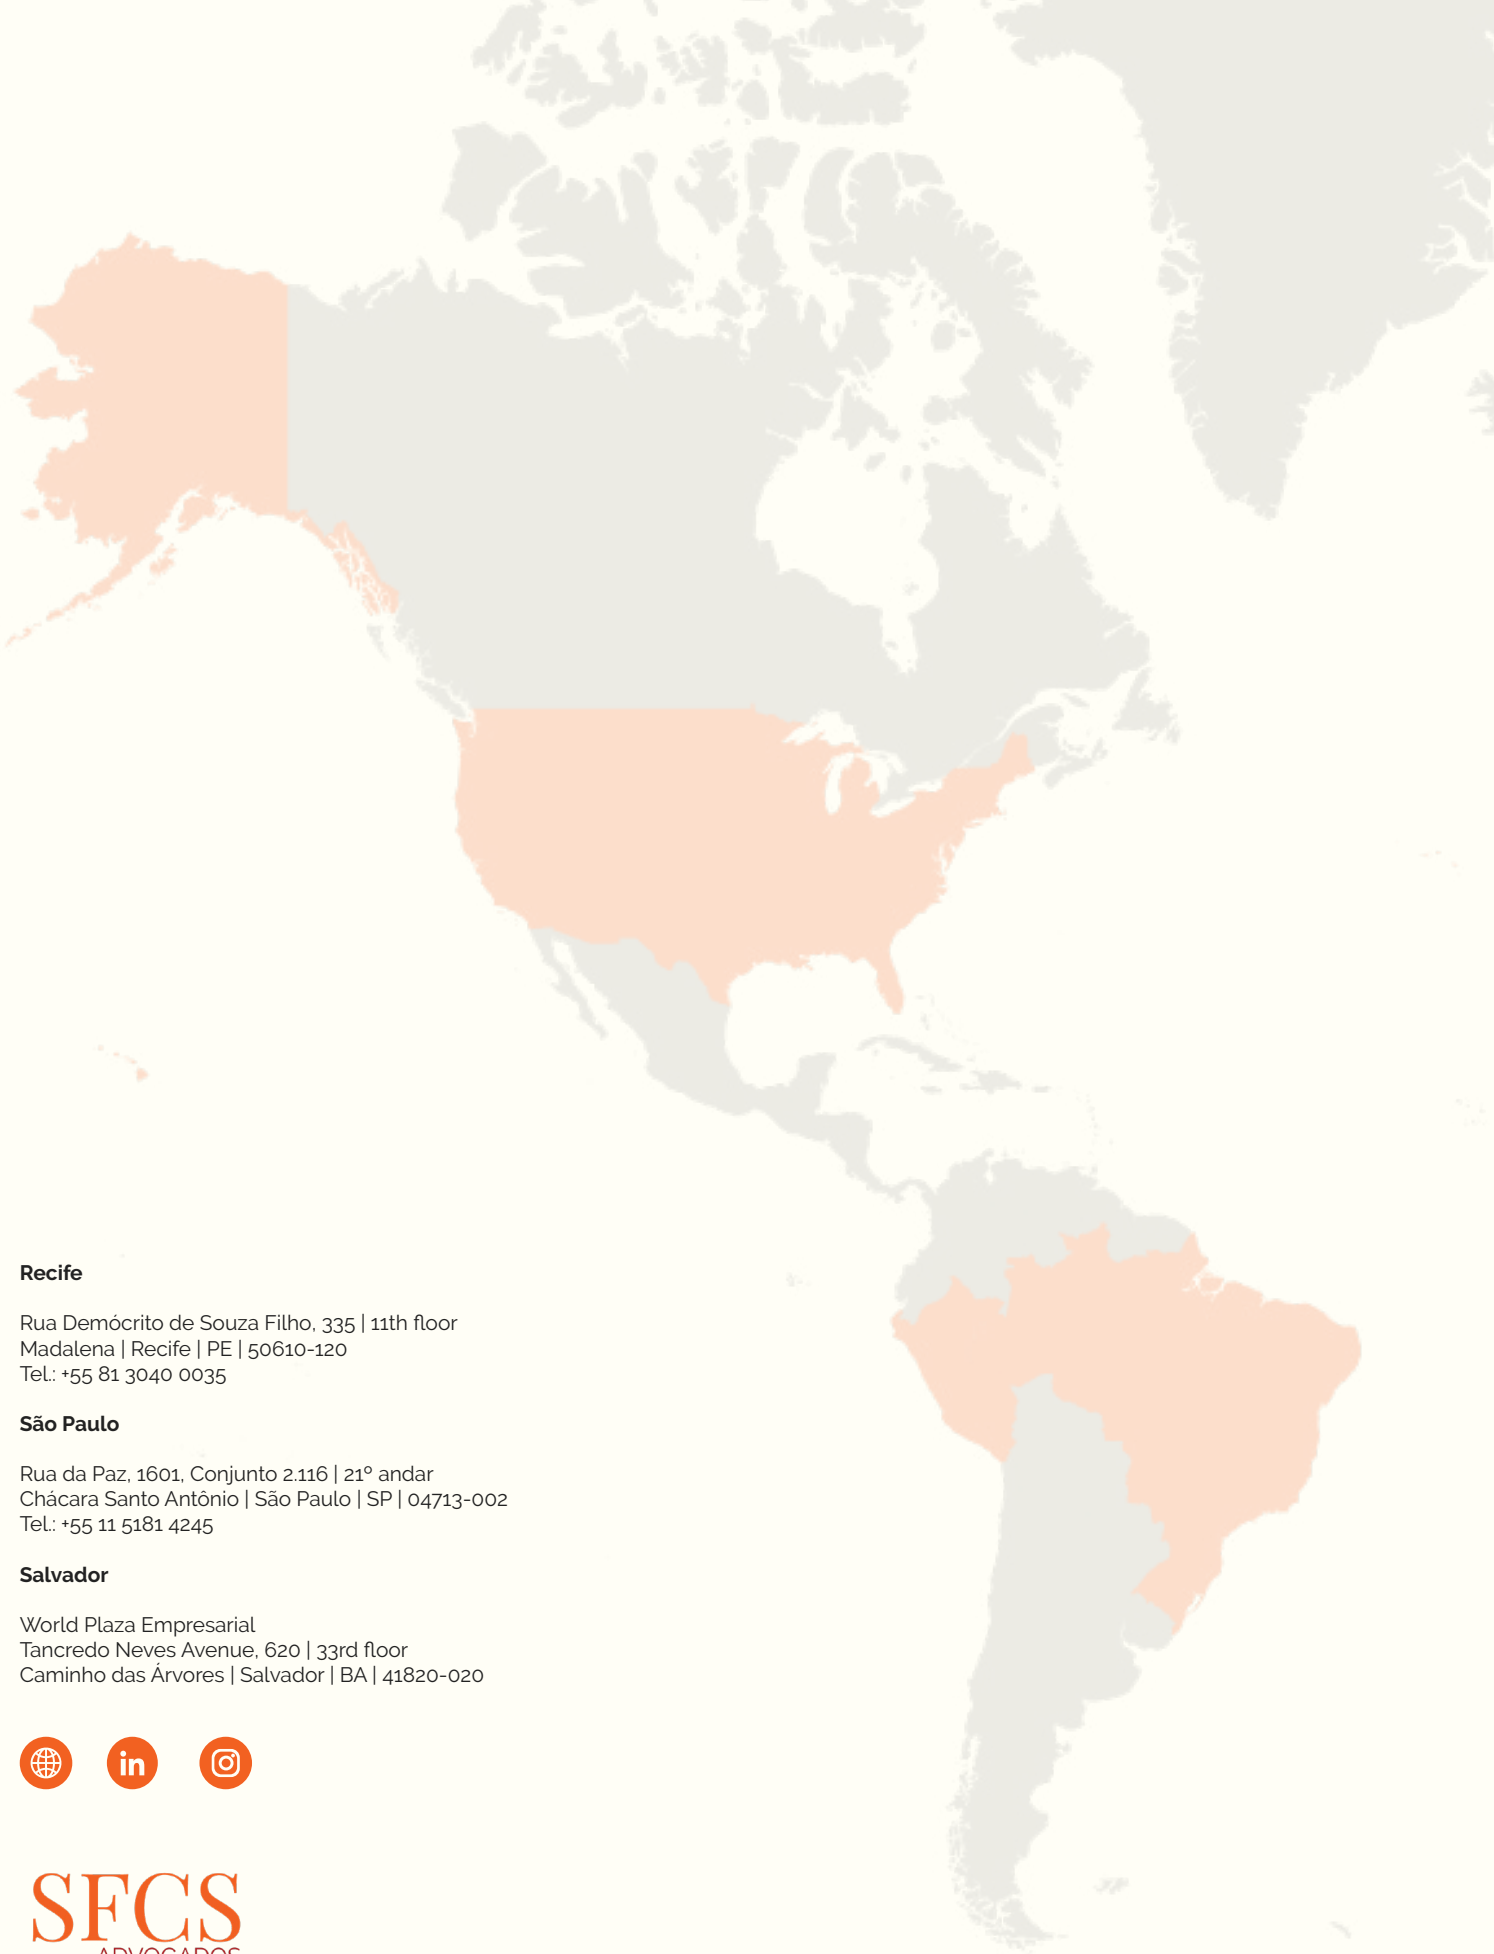 Recife
Rua Demócrito de Souza Filho, 335 | 11th floor
Madalena | Recife | PE | 50610-120
Tel.: +55 81 3040 0035
São Paulo
Rua da Paz, 1601, Conjunto 2.116 | 21º andar
Chácara Santo Antônio | São Paulo | SP | 04713-002
Tel.: +55 11 5181 4245
Salvador
World Plaza Empresarial
Tancredo Neves Avenue, 620 | 33rd floor
Caminho das Árvores | Salvador | BA | 41820-020
in
SFCS
ADVOGADOS